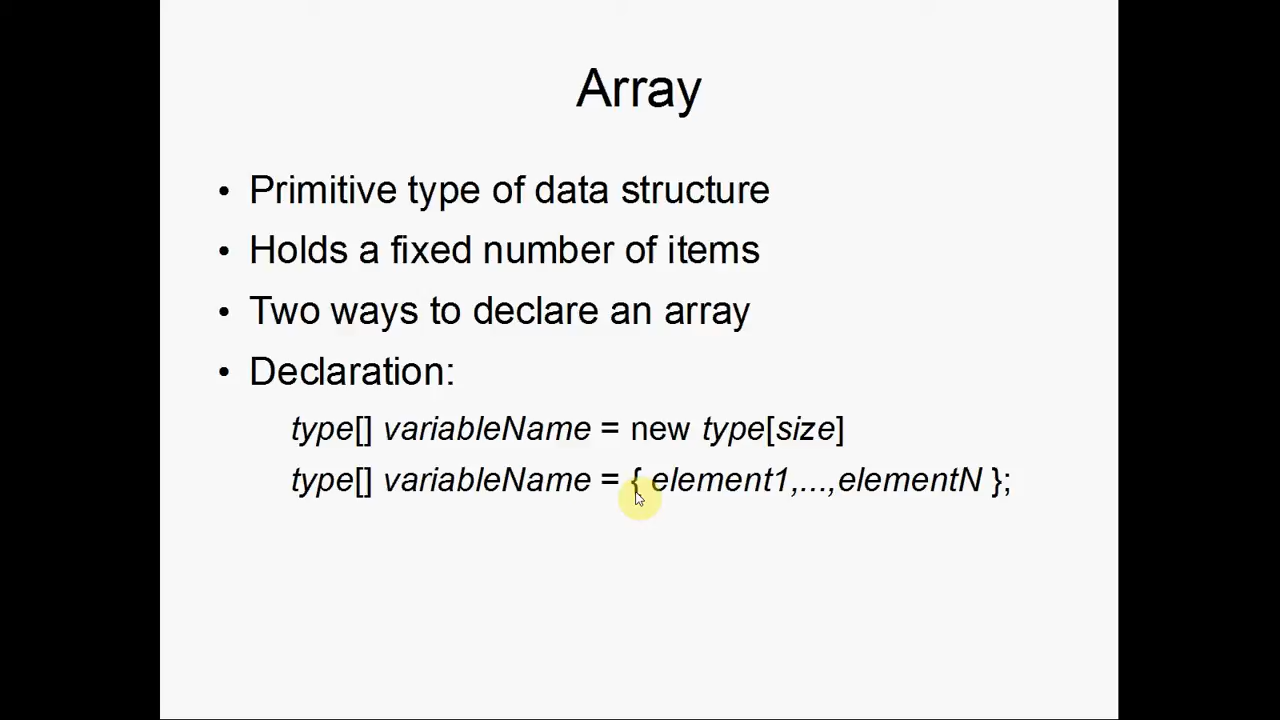 Array
• Primitive type of data structure
• Holds a fixed number of items
• Two ways to declare an array
• Declaration:
type[] variableName = new type[size]
type[] variableName = { element1,...,elementN };